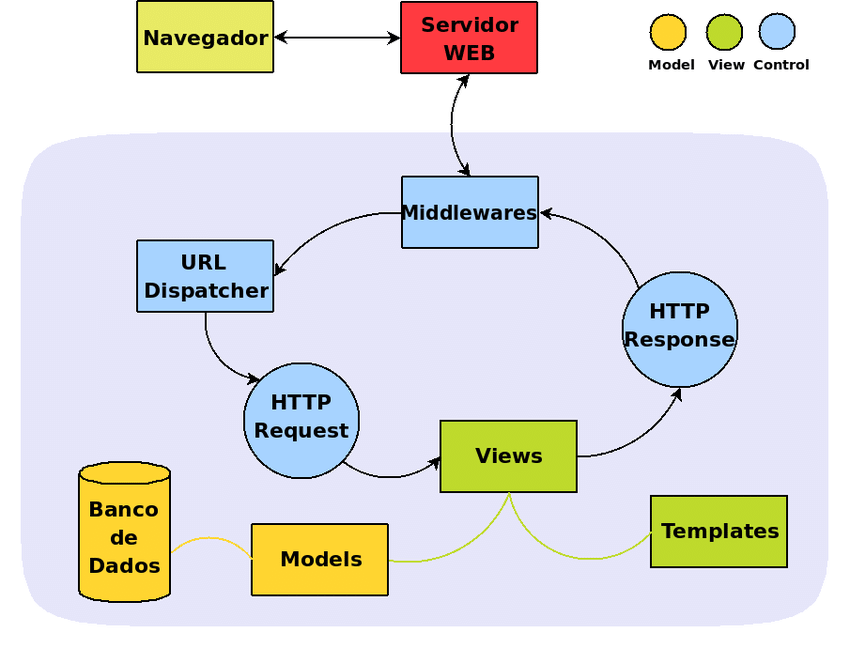 Navegador
Servidor
WEB
Model View Control
Middlewares
URL
Dispatcher
HTTP
Response
HTTP
Request
Views
Banco
de
Dados
Models
Templates